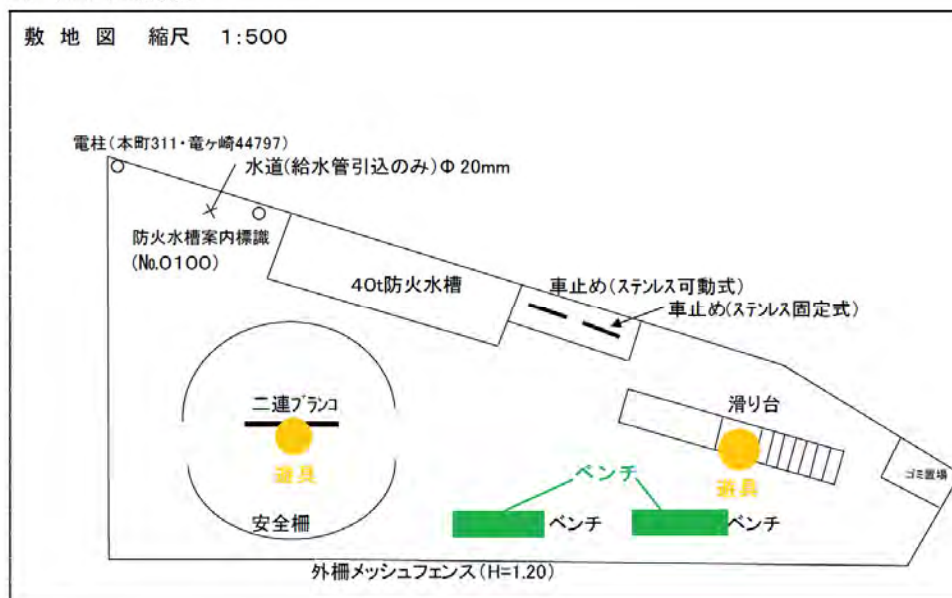 敷地図 縮尺 1:500
電柱(本町311・竜ヶ崎44797)
水道(給水管引込のみ)Φ20mm
防火水槽案内標識
(№0100)
40t防火水槽
車止め(ステンレス可動式)
車止め(ステンレス固定式)
二連ブランコ
遊具
安全柵
滑り台
遊具
ゴミ置場
ベンチ
ベンチ
ベンチ
外柵メッシュフェンス(H=1.20)